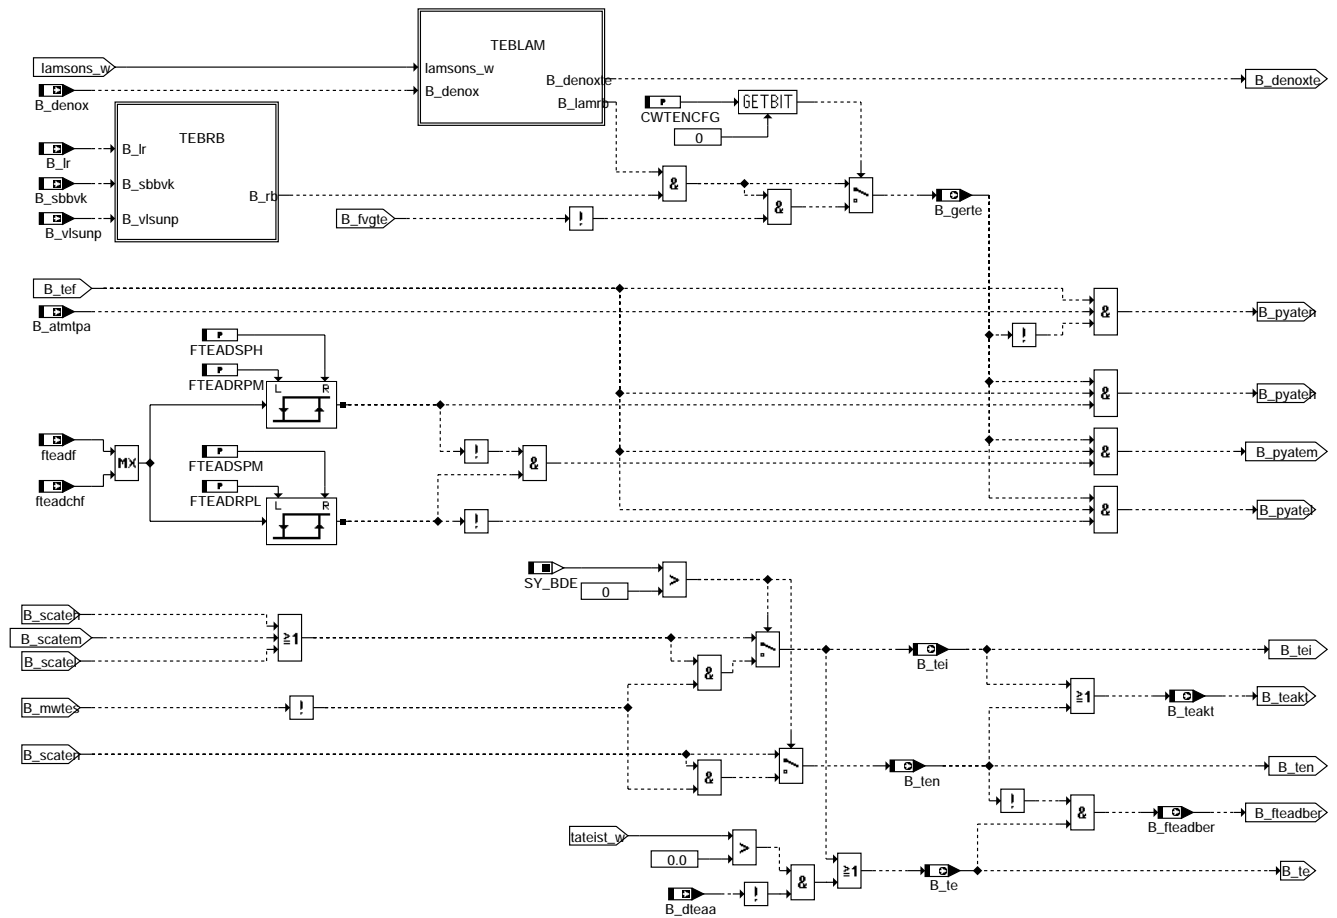 TEBLAM
lamsons_w
lamsons_w
B_denoxte
B_denoxte
B_denox
B_denox
B_lamrb
P
CWTENCFG
GETBIT
0
TEBRB
B_lr
B_lr
B_sbbvk
B_sbbvk
B_rb
B_vlsunp
B_vlsunp
&
&
B_fvgte
!
B_gerte
B_tef
B_atmtpa
&
B_pyaten
!
P
FTEADSPH
P
FTEADRPM
L R
&
B_pyateh
fteadf
MX
fteadchf
P
FTEADSPM
P
FTEADRPL
L R
!
&
&
B_pyatem
!
&
B_pyatel
SY_BDE
0
>
B_scateh
B_scatem
B_scatel
≥1
&
B_tei
B_tei
B_mwtes
!
≥1
B_teakt
B_teakt
B_scaten
&
B_ten
B_ten
!
&
B_fteadber
B_fteadber
tateist_w
0.0
>
B_dteaa
!
&
≥1
B_te
B_te